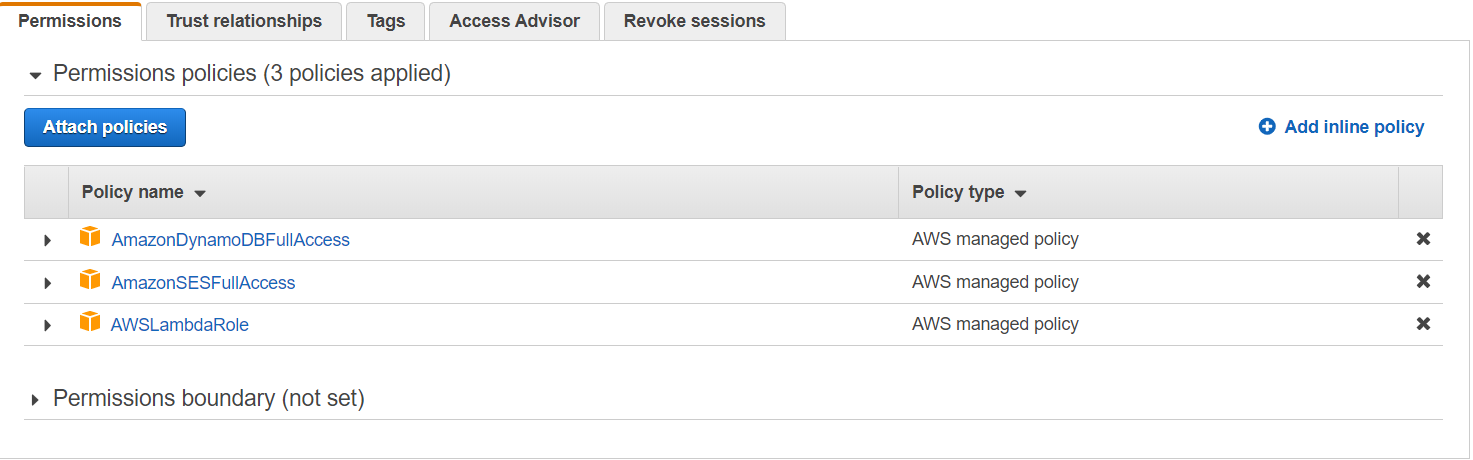 Permissions Trust relationships Tags Access Advisor Revoke sessions
Permissions policies (3 policies applied)
Attach policies Add inline policy
Policy name Policy type
AmazonDynamoDBFullAccess AWS managed policy
AmazonSESFullAccess AWS managed policy
AWSLambdaRole AWS managed policy
Permissions boundary (not set)